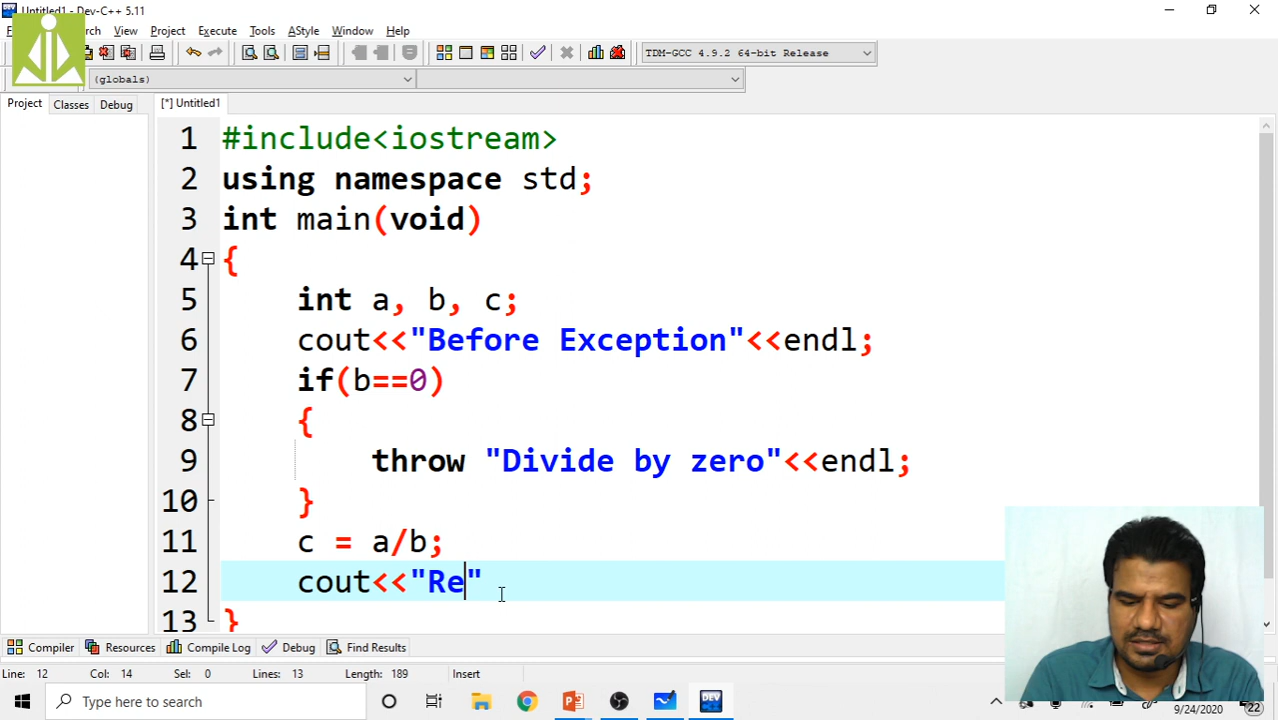 Untitled1 - Dev-C++ 5.11
View Project Execute Tools AStyle Window Help
TDM-GCC 4.9.2 64-bit Release
(globals)
Project Classes Debug [*] Untitled1
1 #include<iostream>
2 using namespace std;
3 int main(void)
4 {
5 int a, b, c;
6 cout<<"Before Exception"<<endl;
7 if(b==0)
8 {
9 throw "Divide by zero"<<endl;
10 }
11 c = a/b;
12 cout<<"Re"
13 }
Compiler Resources Compile Log Debug Find Results
Line: 12 Col: 14 Sel: 0 Lines: 13 Length: 189 Insert
Type here to search
DEV
9/24/2020
22